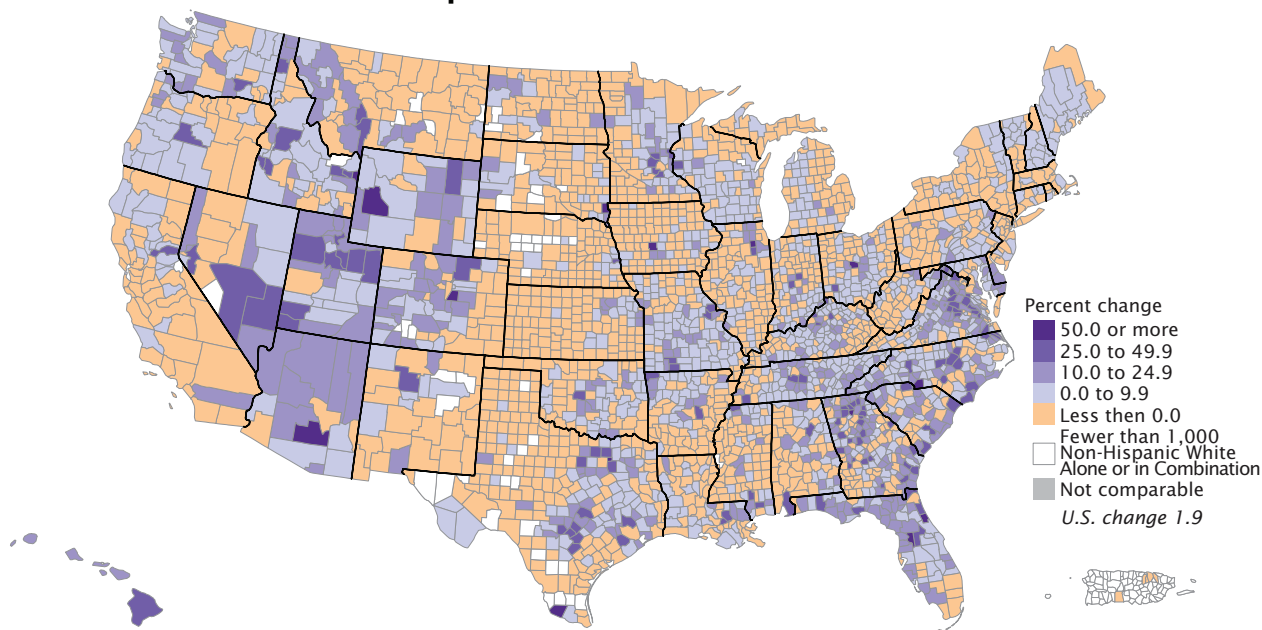 Percent change
50.0 or more
25.0 to 49.9
10.0 to 24.9
0.0 to 9.9
Less then 0.0
Fewer than 1,000
Non-Hispanic White
Alone or in Combination
Not comparable
U.S. change 1.9